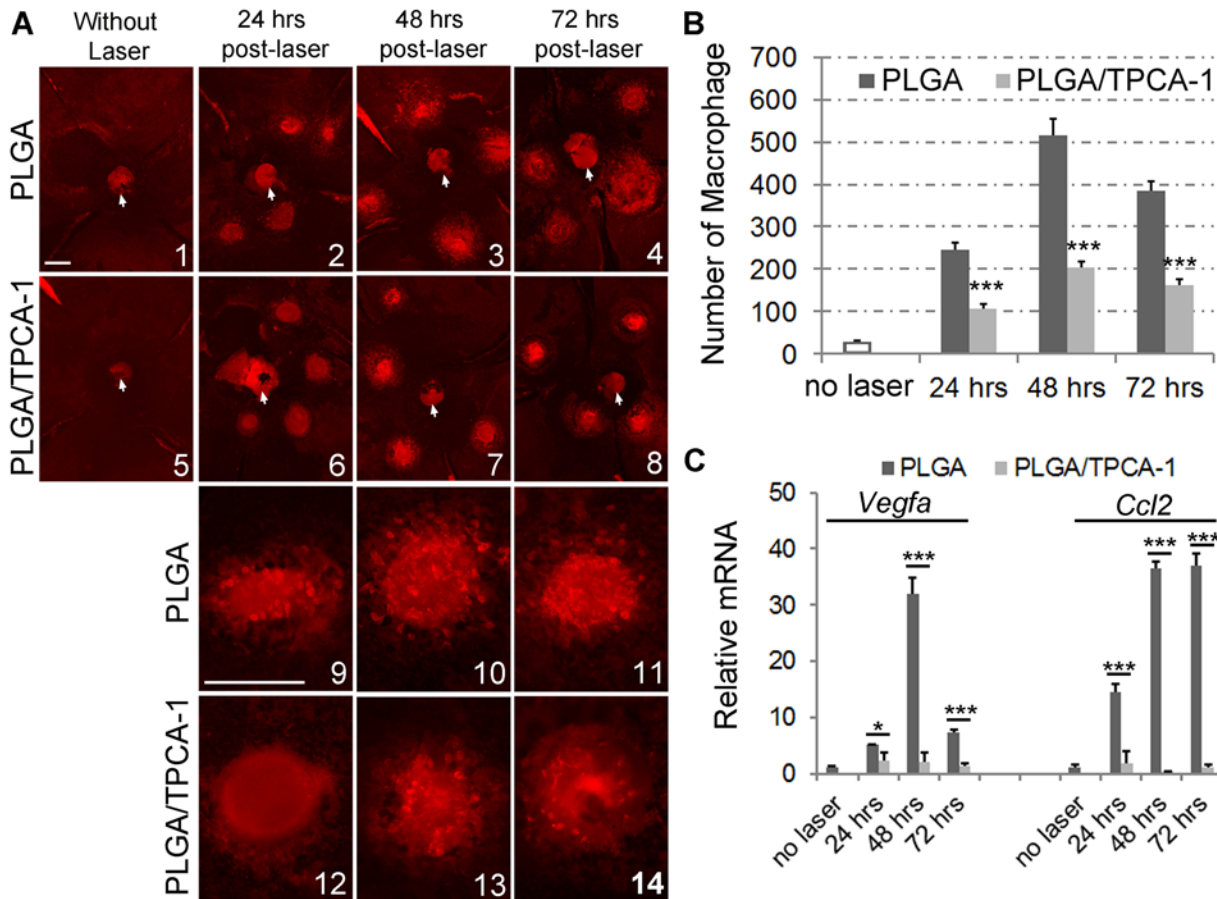 A
Without
Laser
24 hrs
post-laser
48 hrs
post-laser
72 hrs
post-laser
PLGA
1
2
3
4
PLGA/TPCA-1
5
6
7
8
PLGA
9
10
11
PLGA/TPCA-1
12
13
14
B
Number of Macrophage
700
600
500
400
300
200
100
0
PLGA PLGA/TPCA-1
***
***
***
no laser 24 hrs 48 hrs 72 hrs
C
PLGA PLGA/TPCA-1
Relative mRNA
50
40
30
20
10
0
Vegfa Ccl2
* *** *** *** *** ***
no laser 24 hrs 48 hrs 72 hrs no laser 24 hrs 48 hrs 72 hrs